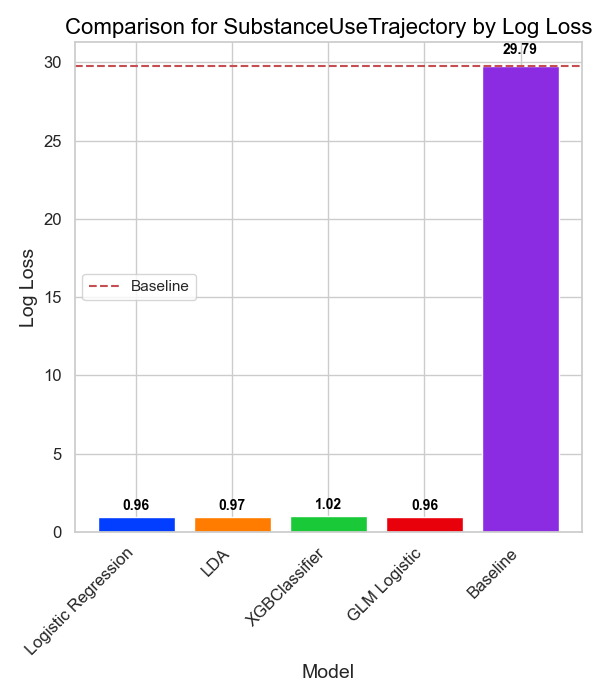 Comparison for SubstanceUseTrajectory by Log Loss
29.79
30
25
20
15
10
5
0
Log Loss
Baseline
0.96
0.97
1.02
0.96
Logistic Regression
LDA
XGBClassifier
GLM Logistic
Baseline
Model